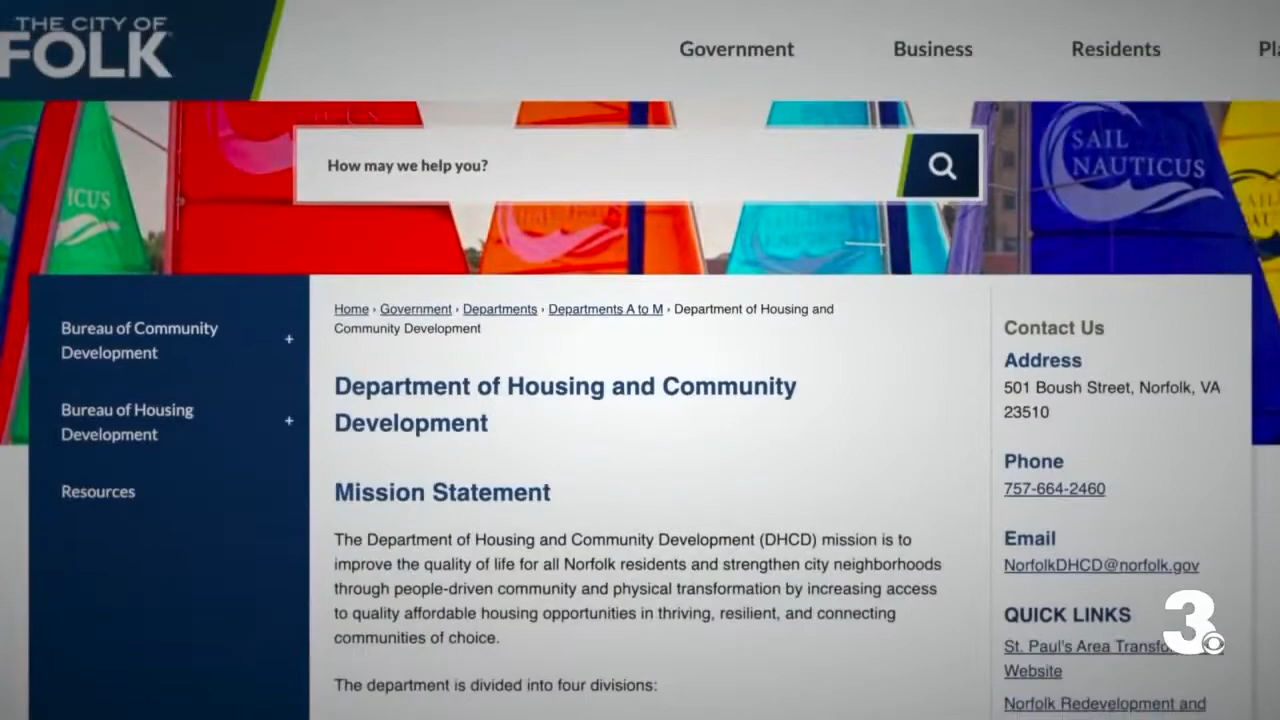 THE CITY OF
FOLK
Government
Business
Residents
Pl
ICUS
How may we help you?
SAIL
NAUTICUS
Bureau of Community
Development
+
Bureau of Housing
Development
+
Resources
Home › Government › Departments › Departments A to M › Department of Housing and
Community Development
Department of Housing and Community
Development
Mission Statement
The Department of Housing and Community Development (DHCD) mission is to
improve the quality of life for all Norfolk residents and strengthen city neighborhoods
through people-driven community and physical transformation by increasing access
to quality affordable housing opportunities in thriving, resilient, and connecting
communities of choice.
The department is divided into four divisions:
Contact Us
Address
501 Boush Street, Norfolk, VA
23510
Phone
757-664-2460
Email
NorfolkDHCD@norfolk.gov
QUICK LINKS
St. Paul's Area Transfo
Website
Norfolk Redevelopment and
3